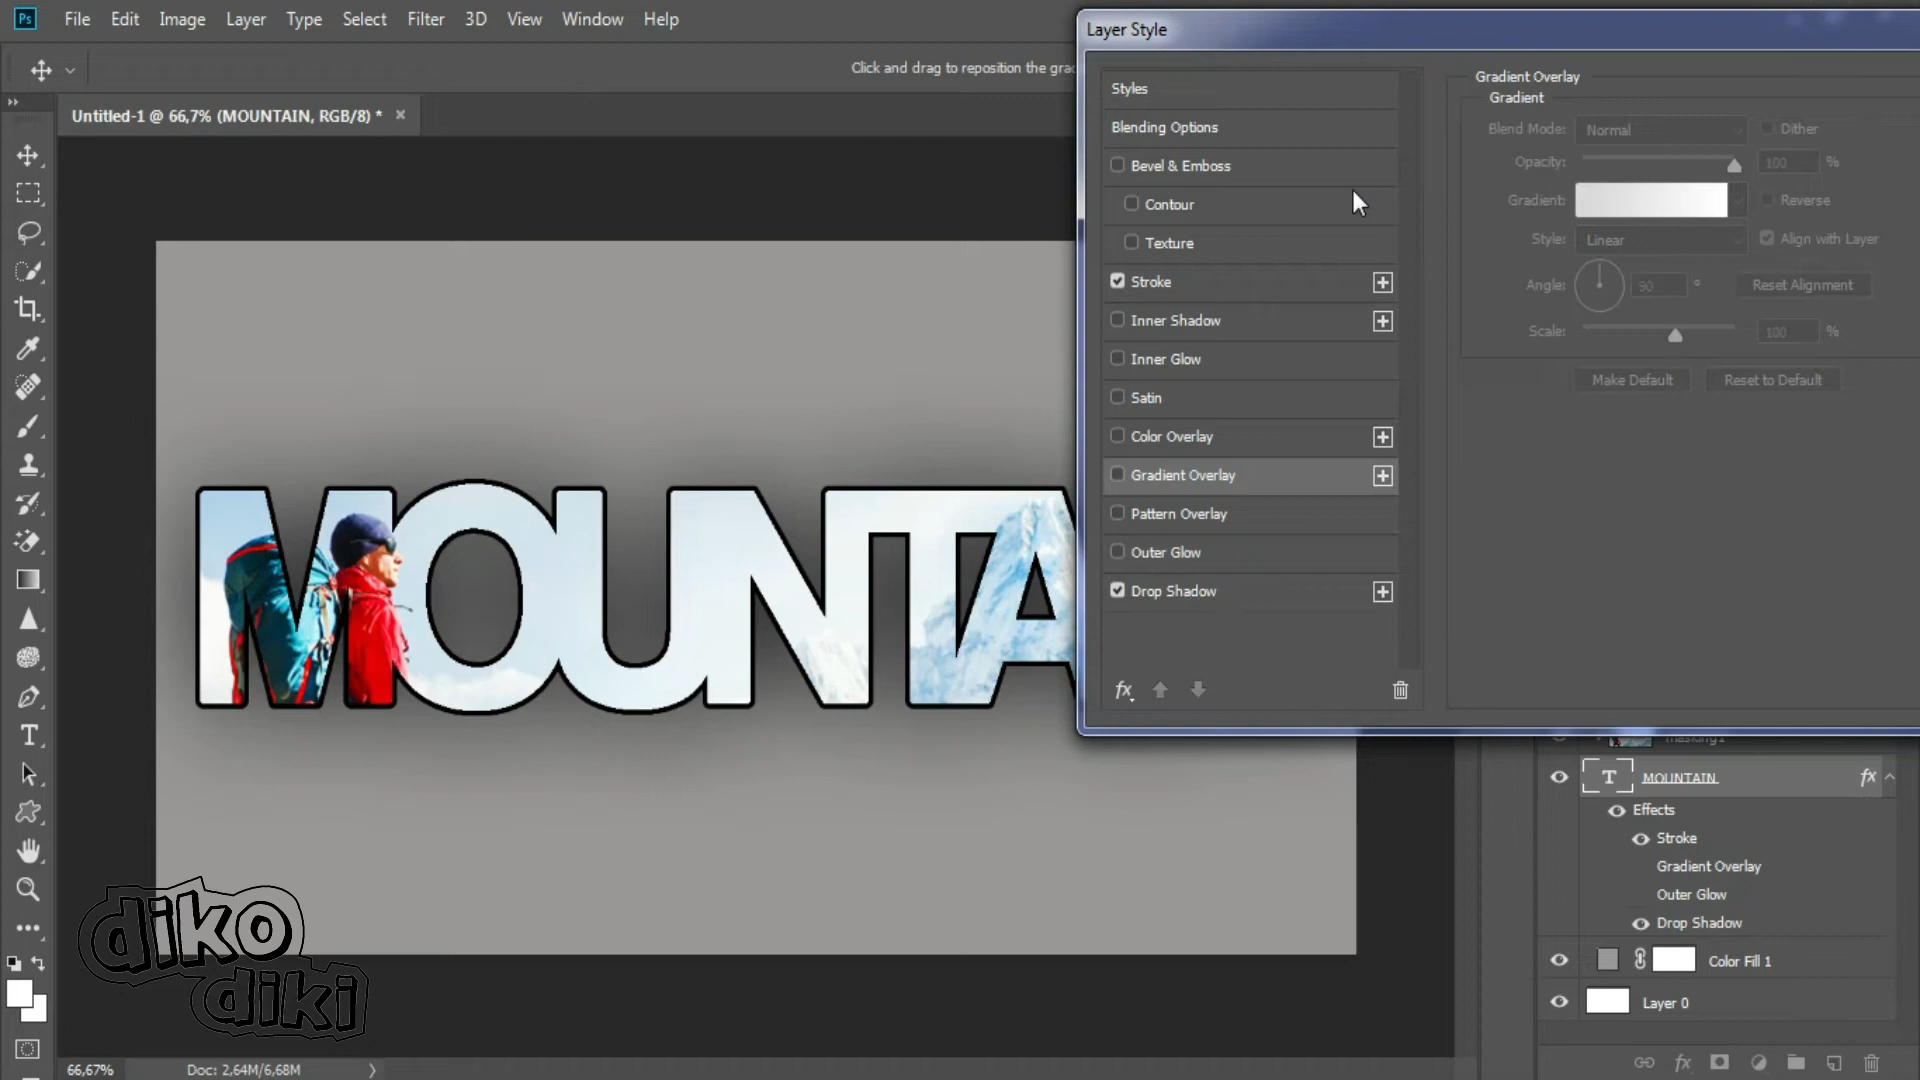 Ps File Edit Image Layer Type Select Filter 3D View Window Help
Click and drag to reposition the
Untitled-1 @ 66,7% (MOUNTAIN, RGB/8) * ×
Layer Style
Styles
Blending Options
Bevel & Emboss
Contour
Texture
Stroke
Inner Shadow
Inner Glow
Satin
Color Overlay
Gradient Overlay
Pattern Overlay
Outer Glow
Drop Shadow
fx
Gradient Overlay
Gradient
Blend Mode: Normal Dither
Opacity: 100 %
Gradient: Reverse
Style: Linear Align with Layer
Angle: 90 ° Reset Alignment
Scale: 100 %
Make Default Reset to Default
MOUNTA
masking1
T MOUNTAIN fx
Effects
Stroke
Gradient Overlay
Outer Glow
Drop Shadow
Color Fill 1
Layer 0
fx
diko
diki
66,67% Doc: 2,64M/6,68M